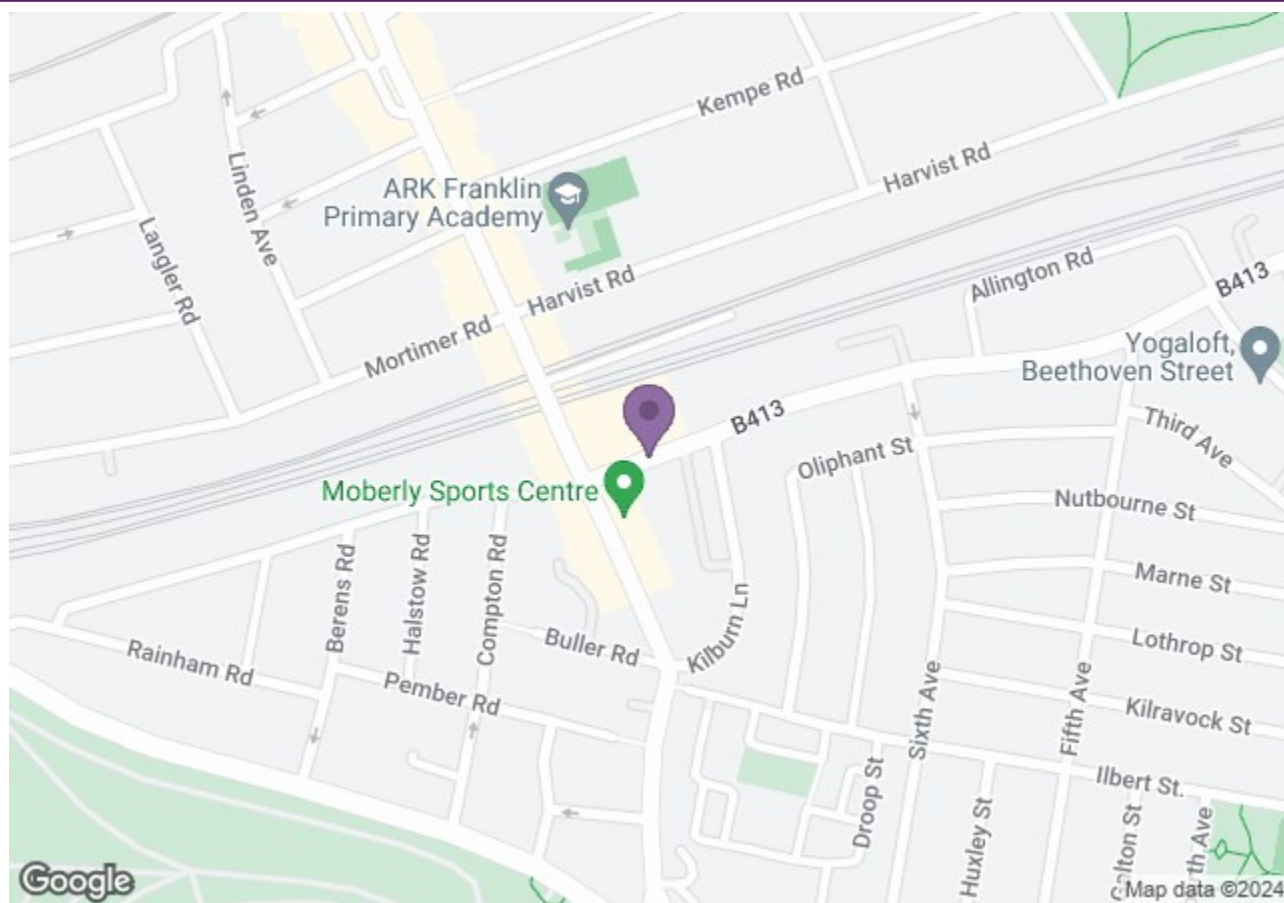 Kempe Rd
ARK Franklin
Primary Academy
Harvist Rd
Linden Ave
Langler Rd
Harvist Rd
Allington Rd
B413
Mortimer Rd
Yogaloft,
Beethoven Street
B413
Third Ave
Oliphant St
Moberly Sports Centre
Nutbourne St
Berens Rd
Halstow Rd
Compton Rd
Marne St
Kilburn Ln
Buller Rd
Lothrop St
Rainham Rd
Pember Rd
Sixth Ave
Fifth Ave
Kilravock St
Ilbert St.
Droop St
Huxley St
Google
Map data ©2024